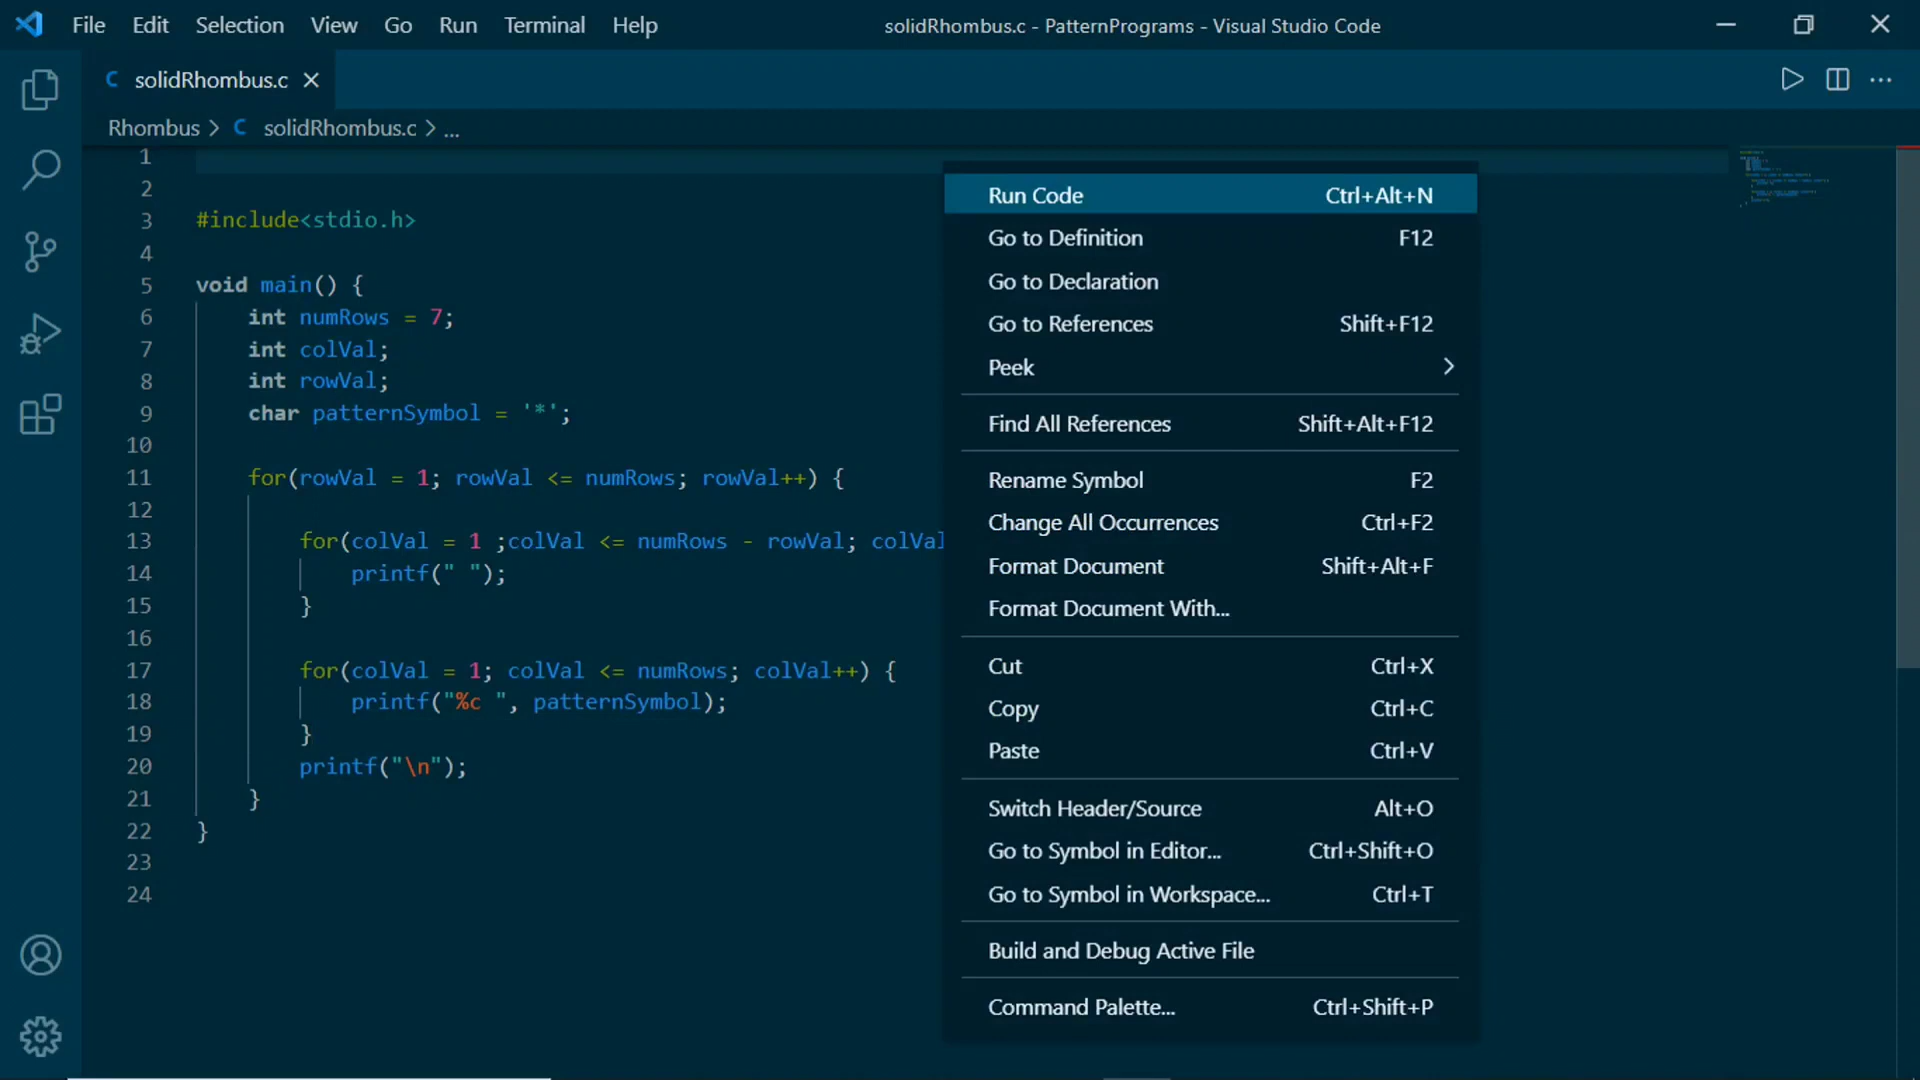 File Edit Selection View Go Run Terminal Help solidRhombus.c - PatternPrograms - Visual Studio Code
C solidRhombus.c
Rhombus > C solidRhombus.c > ...
1
2
3 #include<stdio.h>
4
5 void main() {
6 int numRows = 7;
7 int colVal;
8 int rowVal;
9 char patternSymbol = '*';
10
11 for(rowVal = 1; rowVal <= numRows; rowVal++) {
12
13 for(colVal = 1 ;colVal <= numRows - rowVal; colVal
14 printf(" ");
15 }
16
17 for(colVal = 1; colVal <= numRows; colVal++) {
18 printf("%c ", patternSymbol);
19 }
20 printf("\n");
21 }
22 }
23
24
Run Code Ctrl+Alt+N
Go to Definition F12
Go to Declaration
Go to References Shift+F12
Peek
Find All References Shift+Alt+F12
Rename Symbol F2
Change All Occurrences Ctrl+F2
Format Document Shift+Alt+F
Format Document With...
Cut Ctrl+X
Copy Ctrl+C
Paste Ctrl+V
Switch Header/Source Alt+O
Go to Symbol in Editor... Ctrl+Shift+O
Go to Symbol in Workspace... Ctrl+T
Build and Debug Active File
Command Palette... Ctrl+Shift+P